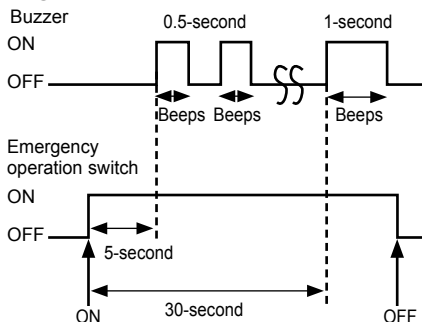 Buzzer
0.5-second 1-second
ON
OFF
Beeps Beeps Beeps
Emergency
operation switch
ON
OFF
5-second
30-second
ON OFF